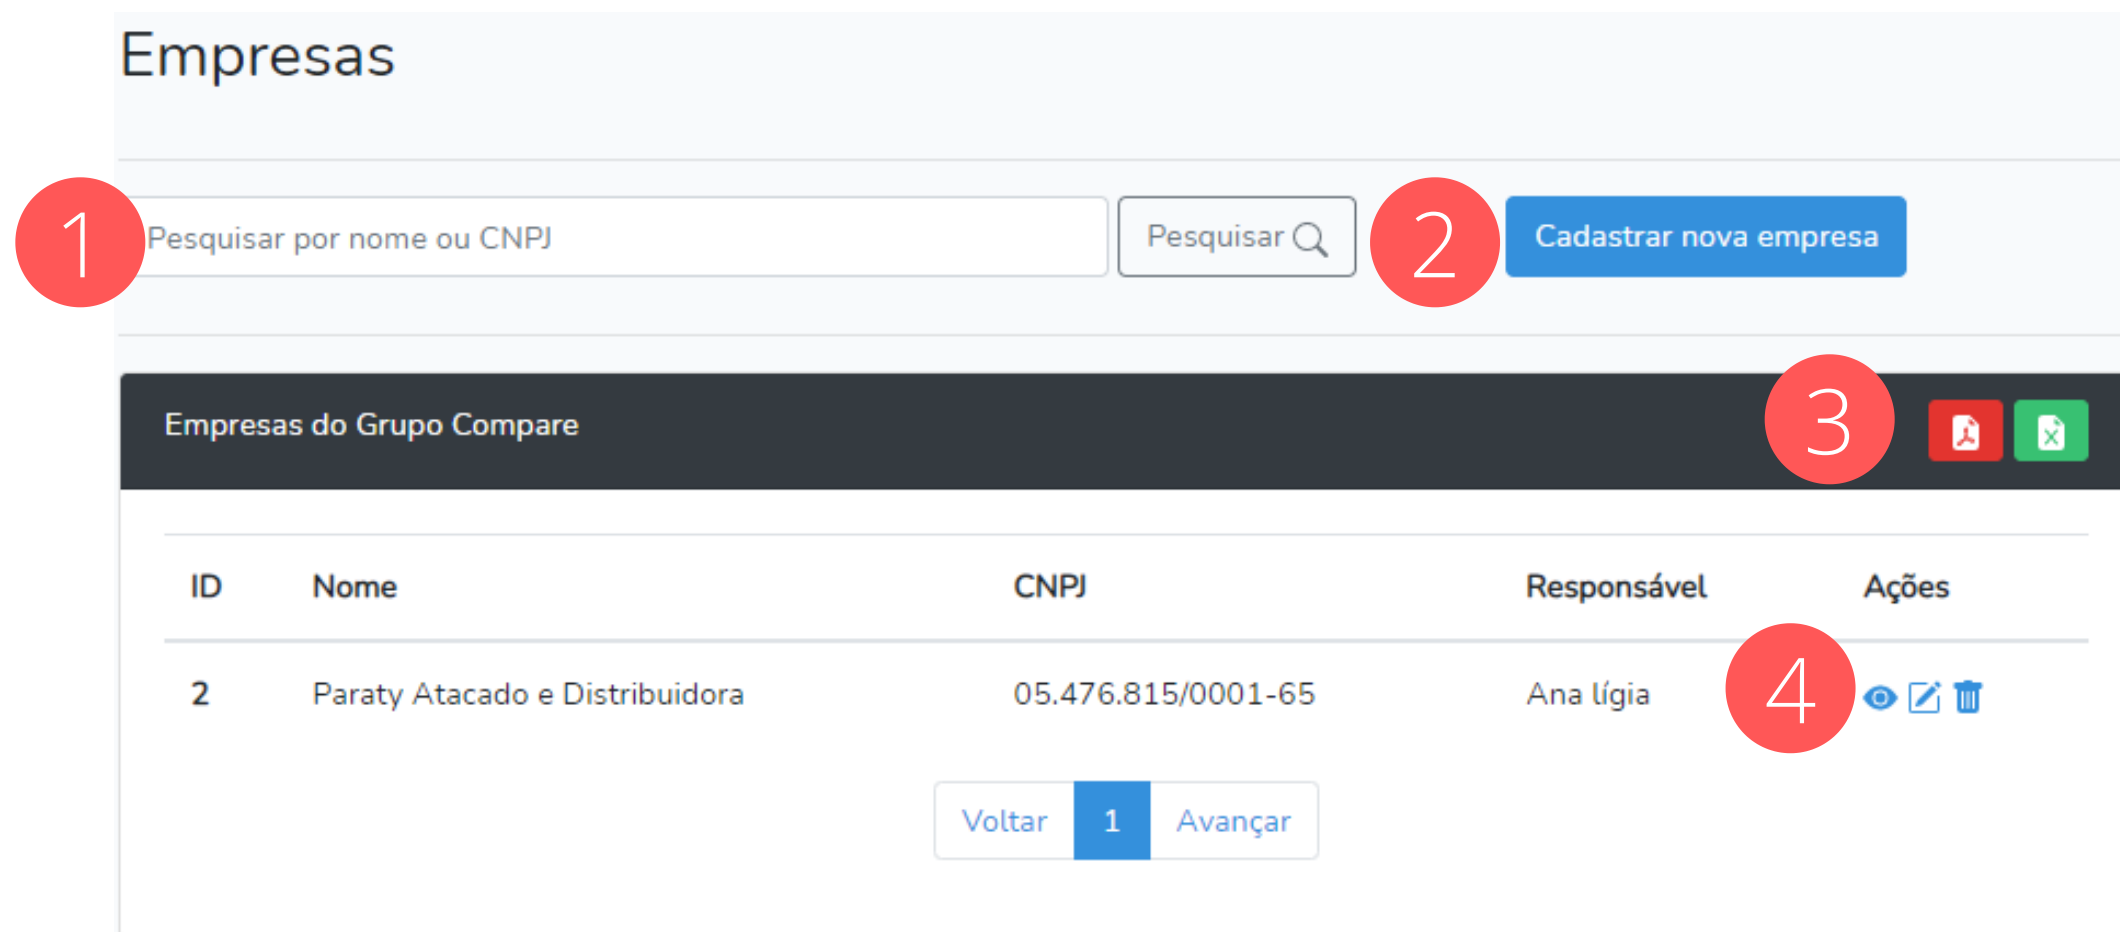 Empresas
1 Pesquisar por nome ou CNPJ Pesquisar 2 Cadastrar nova empresa
Empresas do Grupo Compare 3
ID Nome CNPJ Responsável Ações
2 Paraty Atacado e Distribuidora 05.476.815/0001-65 Ana lígia 4
Voltar 1 Avançar